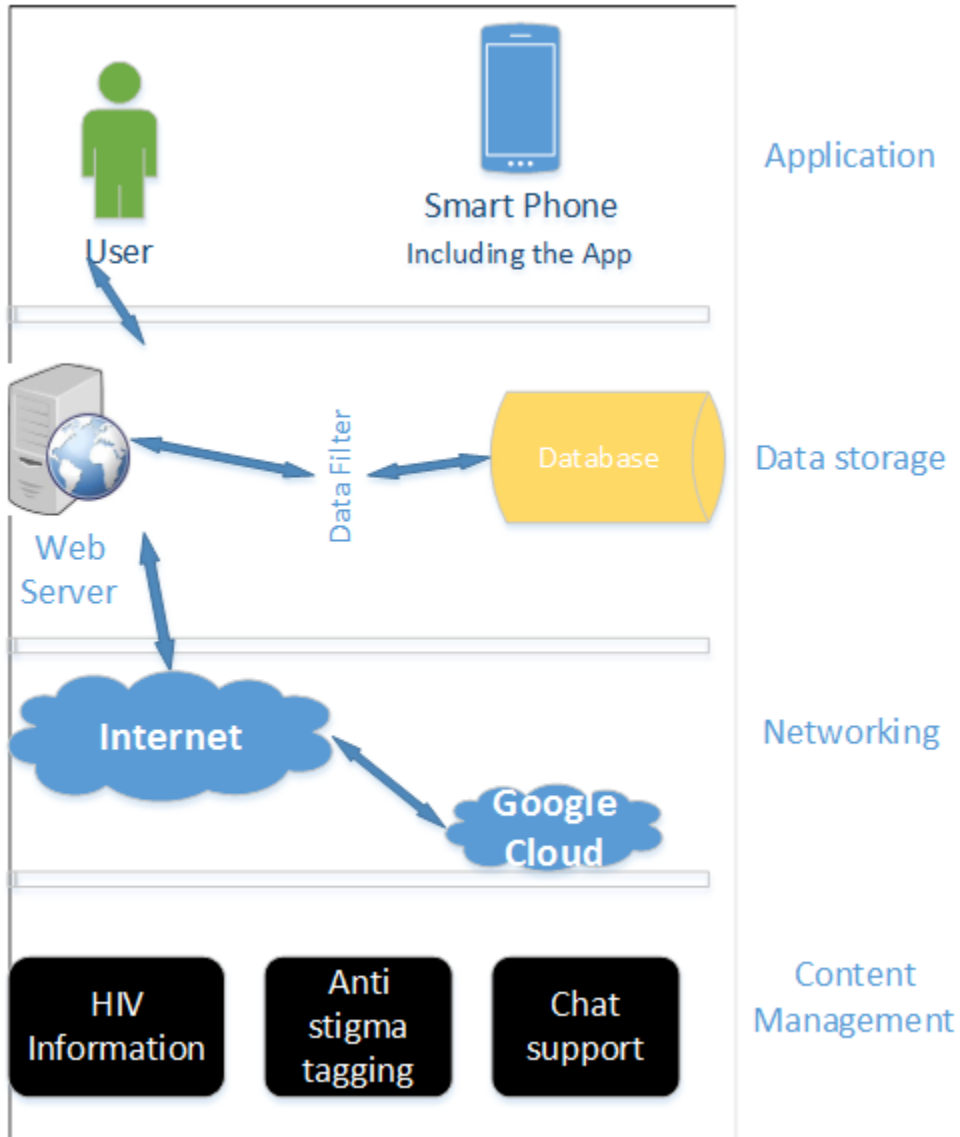 Application
User
Smart Phone
Including the App
Data Filter
Database
Data storage
Web
Server
Internet
Networking
Google
Cloud
HIV
Information
Anti
stigma
tagging
Chat
support
Content
Management